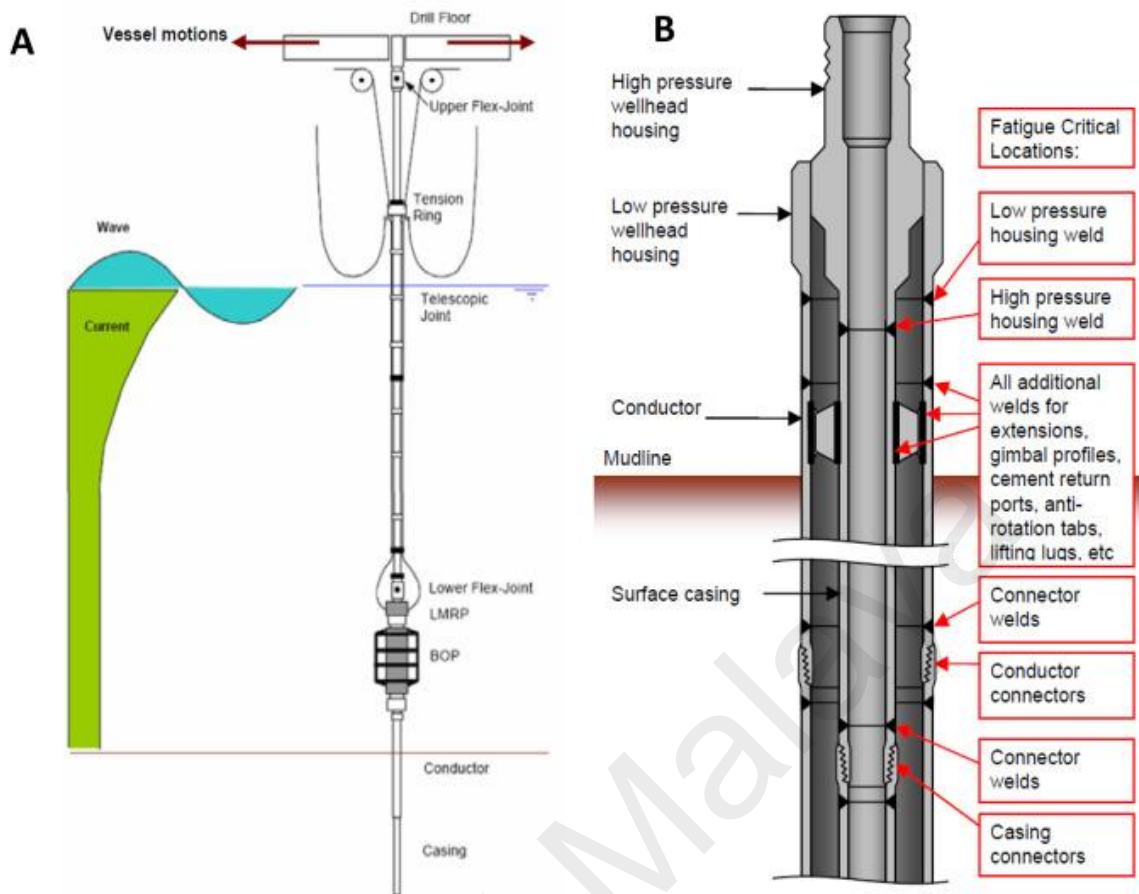 A
Drill Floor
Vessel motions
Upper Flex-Joint
Tension
Ring
Wave
Telescopic
Joint
Current
Lower Flex-Joint
LMRP
BOP
Conductor
Casing
B
High pressure
wellhead
housing
Low pressure
wellhead
housing
Conductor
Mudline
Surface casing
Fatigue Critical
Locations:
Low pressure
housing weld
High pressure
housing weld
All additional
welds for
extensions,
gimbal profiles,
cement return
ports, anti-
rotation tabs,
lifting lugs, etc
Connector
welds
Conductor
connectors
Connector
welds
Casing
connectors
Malaya